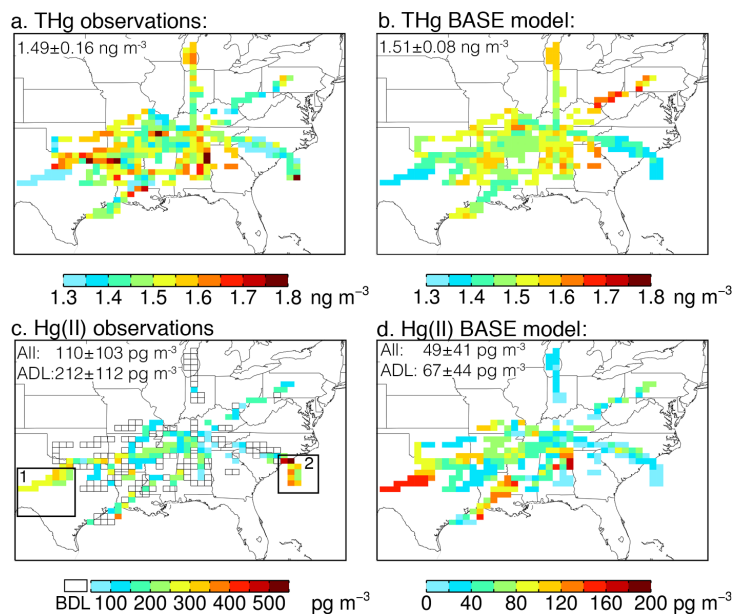 a. THg observations:
1.49±0.16 ng m⁻³
1.3 1.4 1.5 1.6 1.7 1.8 ng m⁻³
b. THg BASE model:
1.51±0.08 ng m⁻³
1.3 1.4 1.5 1.6 1.7 1.8 ng m⁻³
c. Hg(II) observations
All: 110±103 pg m⁻³
ADL:212±112 pg m⁻³
1
2
BDL 100 200 300 400 500 pg m⁻³
d. Hg(II) BASE model:
All: 49±41 pg m⁻³
ADL: 67±44 pg m⁻³
0 40 80 120 160 200 pg m⁻³